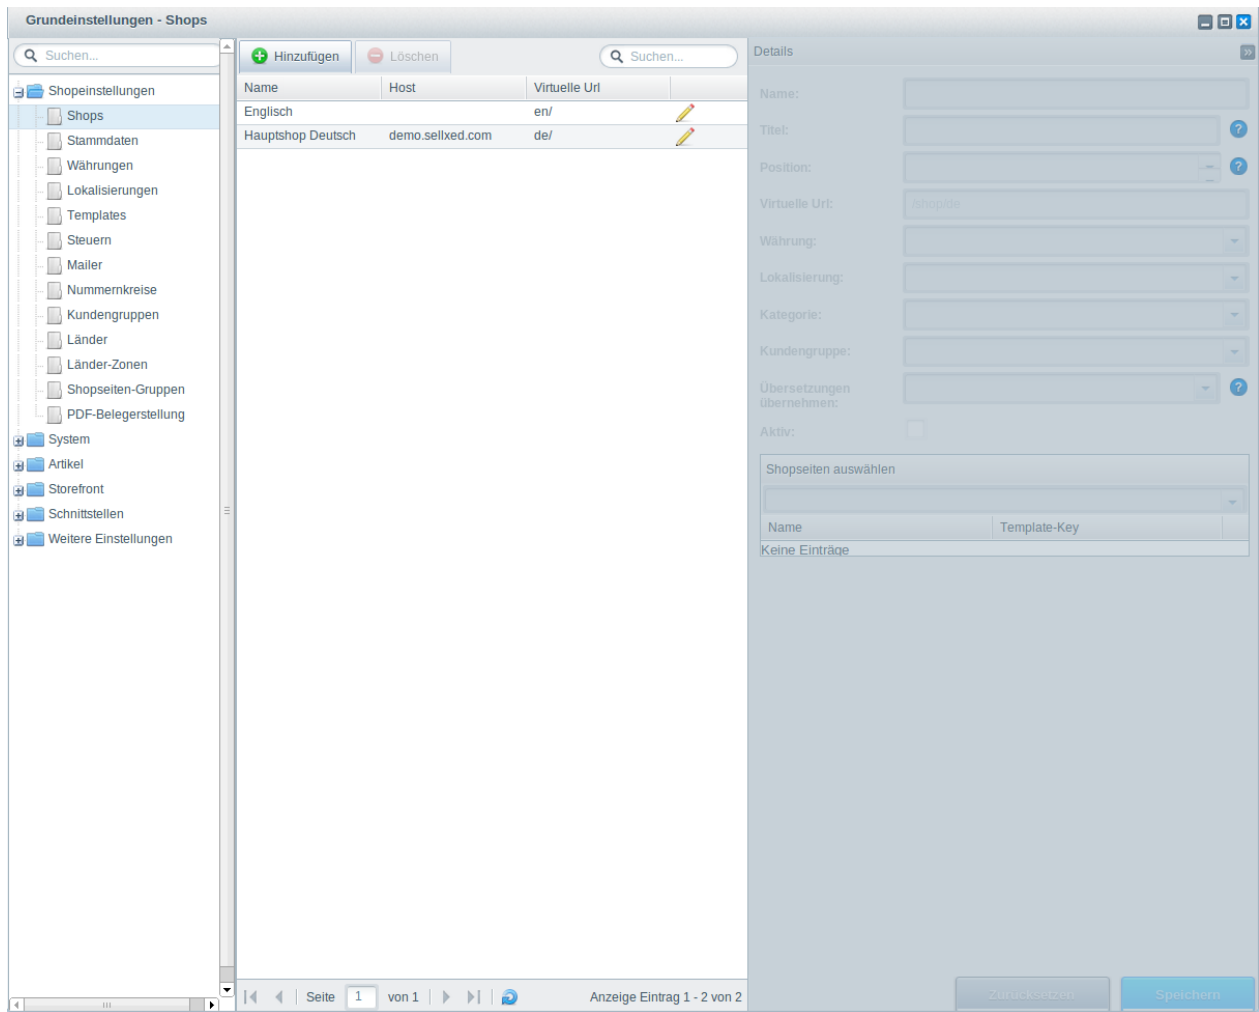 Grundeinstellungen - Shops
Suchen...
Shopeinstellungen
Shops
Stammdaten
Währungen
Lokalisierungen
Templates
Steuern
Mailer
Nummernkreise
Kundengruppen
Länder
Länder-Zonen
Shopseiten-Gruppen
PDF-Belegerstellung
System
Artikel
Storefront
Schnittstellen
Weitere Einstellungen
Hinzufügen Löschen Suchen...
Name Host Virtuelle Url
Englisch en/
Hauptshop Deutsch demo.sellxed.com de/
Seite 1 von 1 Anzeige Eintrag 1 - 2 von 2
Details
Name:
Titel:
Position:
Virtuelle Url: /shop/de
Währung:
Lokalisierung:
Kategorie:
Kundengruppe:
Übersetzungen
übernehmen:
Aktiv:
Shopseiten auswählen
Name Template-Key
Keine Einträge
Zurücksetzen Speichern